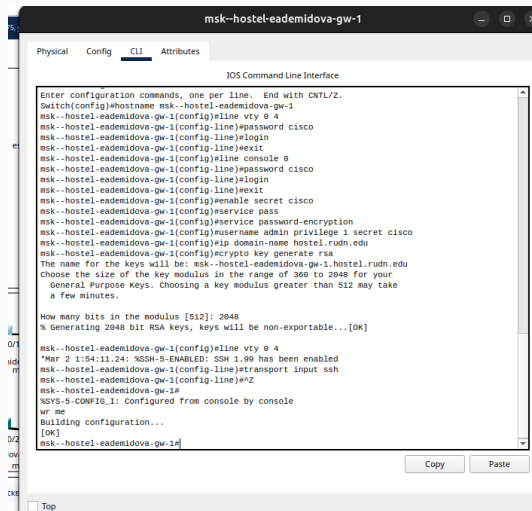 msk--hostel-eademidova-gw-1
Physical Config CLI Attributes
IOS Command Line Interface
Enter configuration commands, one per line. End with CNTL/Z.
Switch(config)#hostname msk--hostel-eademidova-gw-1
msk--hostel-eademidova-gw-1(config)#line vty 0 4
msk--hostel-eademidova-gw-1(config-line)#password cisco
msk--hostel-eademidova-gw-1(config-line)#login
msk--hostel-eademidova-gw-1(config-line)#exit
msk--hostel-eademidova-gw-1(config)#line console 0
msk--hostel-eademidova-gw-1(config-line)#password cisco
msk--hostel-eademidova-gw-1(config-line)#login
msk--hostel-eademidova-gw-1(config-line)#exit
msk--hostel-eademidova-gw-1(config)#enable secret cisco
msk--hostel-eademidova-gw-1(config)#service pass
msk--hostel-eademidova-gw-1(config)#service password-encryption
msk--hostel-eademidova-gw-1(config)#username admin privilege 1 secret cisco
msk--hostel-eademidova-gw-1(config)#ip domain-name hostel.rudn.edu
msk--hostel-eademidova-gw-1(config)#crypto key generate rsa
The name for the keys will be: msk--hostel-eademidova-gw-1.hostel.rudn.edu
Choose the size of the key modulus in the range of 360 to 2048 for your
General Purpose Keys. Choosing a key modulus greater than 512 may take
a few minutes.
How many bits in the modulus [512]: 2048
% Generating 2048 bit RSA keys, keys will be non-exportable...[OK]
msk--hostel-eademidova-gw-1(config)#line vty 0 4
*Mar 2 1:54:11.24: %SSH-5-ENABLED: SSH 1.99 has been enabled
msk--hostel-eademidova-gw-1(config-line)#transport input ssh
msk--hostel-eademidova-gw-1(config-line)#^Z
msk--hostel-eademidova-gw-1#
%SYS-5-CONFIG_I: Configured from console by console
wr me
Building configuration...
[OK]
msk--hostel-eademidova-gw-1#
Copy Paste
Top